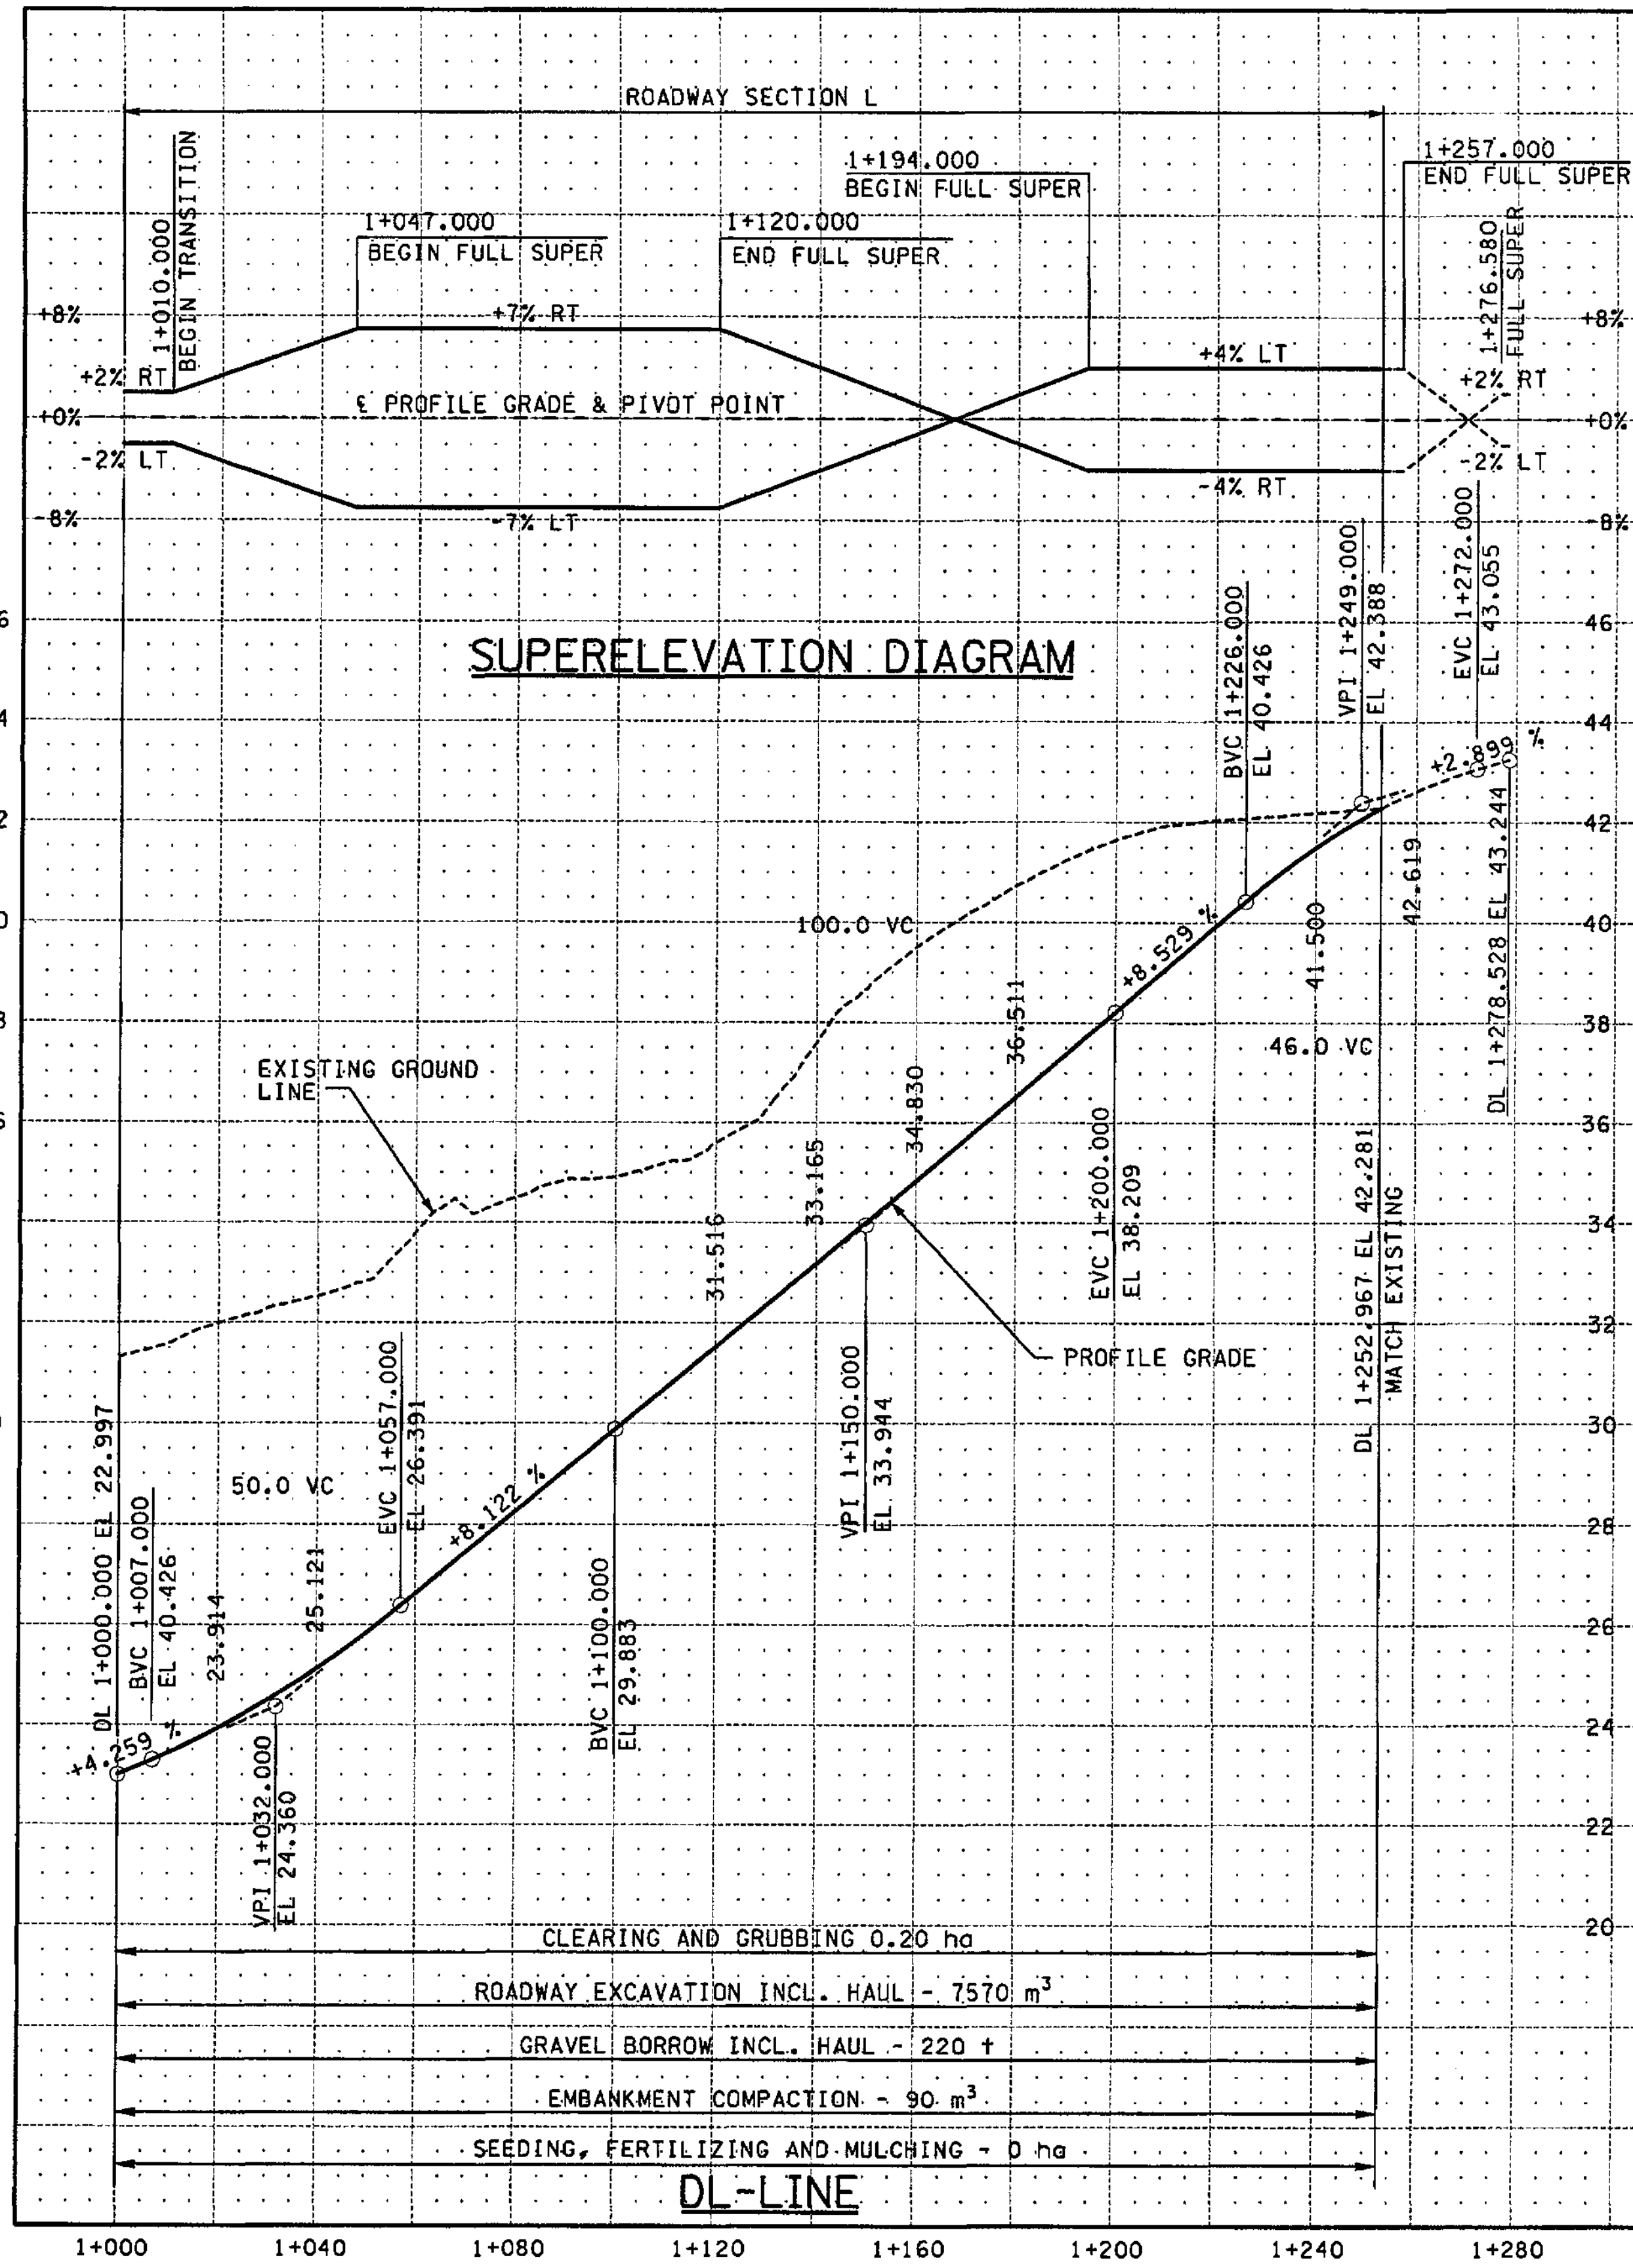 ROADWAY SECTION L
1+010.000
BEGIN TRANSITION
1+047.000
BEGIN FULL SUPER
1+120.000
END FULL SUPER
1+194.000
BEGIN FULL SUPER
1+257.000
END FULL SUPER
1+276.580
FULL SUPER
+8%
+8%
+7% RT
+4% LT
+2% RT
+2% RT
+0%
℄ PROFILE GRADE & PIVOT POINT
+0%
-2% LT
-2% LT
-4% RT
-7% LT
-8%
-8%
SUPERELEVATION DIAGRAM
6
46
4
44
2
42
0
40
8
38
6
36
34
32
30
28
26
24
22
20
BVC 1+226.000
EL 40.426
VPI 1+249.000
EL 42.388
EVC 1+272.000
EL 43.055
+2.899 %
DL 1+278.528 EL 43.244
42.619
41.500
46.0 VC
+8.529 %
100.0 VC
36.511
34.830
33.165
31.516
EXISTING GROUND
LINE
EVC 1+200.000
EL 38.209
DL 1+252.967 EL 42.281
MATCH EXISTING
PROFILE GRADE
VPI 1+150.000
EL 33.944
EVC 1+057.000
EL 26.391
50.0 VC
+8.122 %
BVC 1+100.000
EL 29.883
DL 1+000.000 EL 22.997
BVC 1+007.000
EL 40.426
23.914
25.121
+4.259 %
VPI 1+032.000
EL 24.360
CLEARING AND GRUBBING 0.20 ha
ROADWAY EXCAVATION INCL. HAUL - 7570 m³
GRAVEL BORROW INCL. HAUL - 220 t
EMBANKMENT COMPACTION - 90 m³
SEEDING, FERTILIZING AND MULCHING - 0 ha
DL-LINE
1+000 1+040 1+080 1+120 1+160 1+200 1+240 1+280